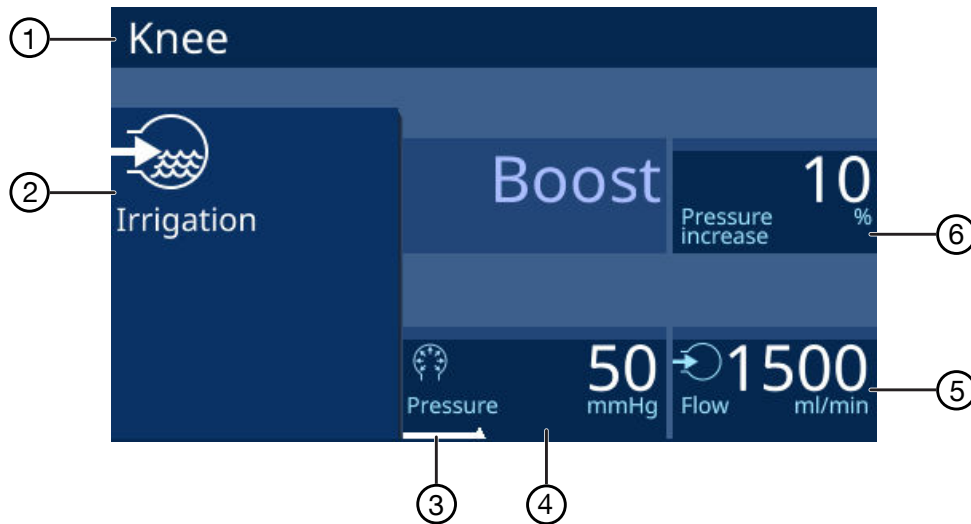 1
Knee
2
Irrigation
Boost
10
%
Pressure
increase
6
50
mmHg
Pressure
1500
ml/min
Flow
5
3
4